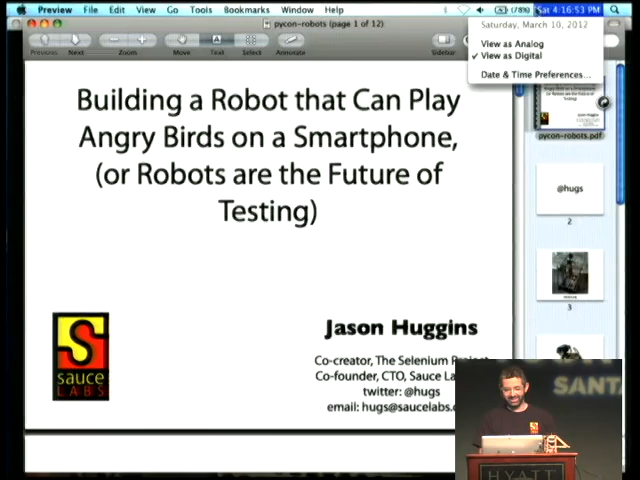 Preview File Edit View Go Tools Bookmarks Window Help
(78%) Sat 4:16:53 PM
pycon-robots (page 1 of 12)
Previous Next Zoom Move Text Select Annotate Sidebar
Saturday, March 10, 2012
View as Analog
✓ View as Digital
Date & Time Preferences...
Building a Robot that Can Play
Angry Birds on a Smartphone,
(or Robots are the Future of
Testing)
Jason Huggins
Co-creator, The Selenium
Co-founder, CTO, Sauce
twitter: @hugs
email: hugs@saucelabs.
sauce
LABS
pycon-robots.pdf
@hugs
2
3
SANTA
HYATT